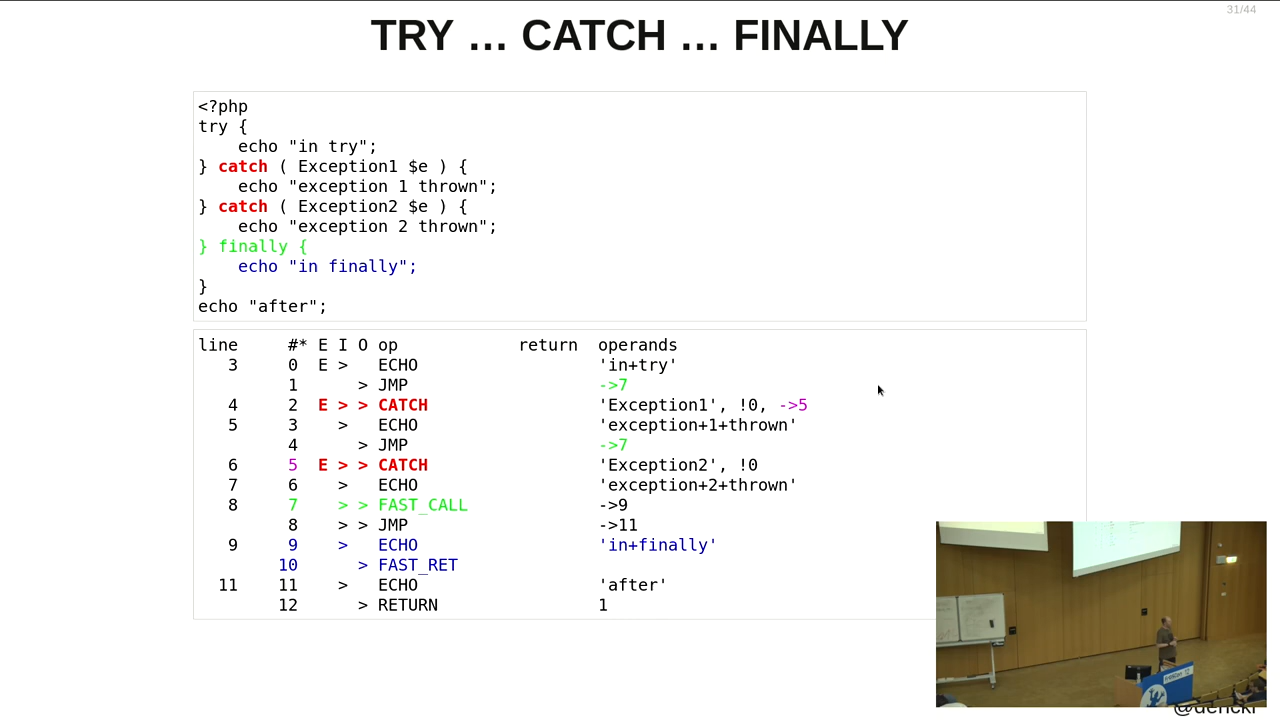 31/44
TRY … CATCH … FINALLY
<?php
try {
    echo "in try";
} catch ( Exception1 $e ) {
    echo "exception 1 thrown";
} catch ( Exception2 $e ) {
    echo "exception 2 thrown";
} finally {
    echo "in finally";
}
echo "after";
line     #* E I O op            return  operands
   3     0  E >   ECHO                  'in+try'
         1      > JMP                   ->7
   4     2  E > > CATCH                 'Exception1', !0, ->5
   5     3    >   ECHO                  'exception+1+thrown'
         4      > JMP                   ->7
   6     5  E > > CATCH                 'Exception2', !0
   7     6    >   ECHO                  'exception+2+thrown'
   8     7    > > FAST_CALL             ->9
         8    > > JMP                   ->11
   9     9    >   ECHO                  'in+finally'
        10      > FAST_RET
  11    11    >   ECHO                  'after'
        12      > RETURN                1